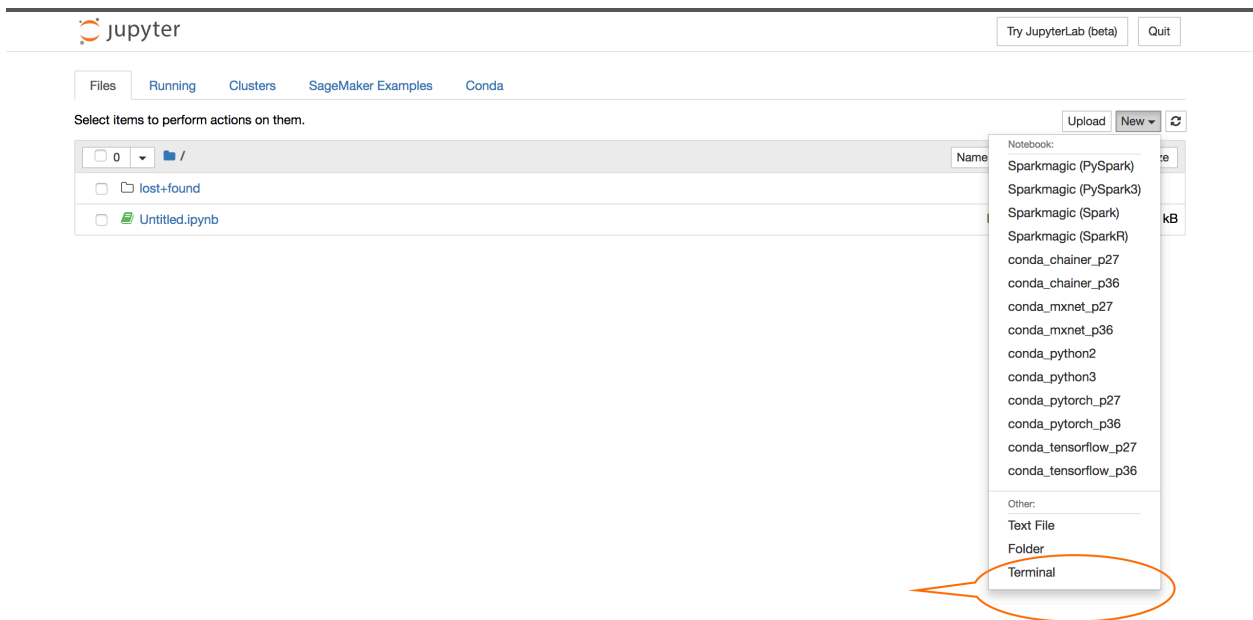 jupyter
Try JupyterLab (beta) Quit
Files Running Clusters SageMaker Examples Conda
Select items to perform actions on them.
Upload New
0 /
Name
ze
lost+found
Untitled.ipynb
kB
Notebook:
Sparkmagic (PySpark)
Sparkmagic (PySpark3)
Sparkmagic (Spark)
Sparkmagic (SparkR)
conda_chainer_p27
conda_chainer_p36
conda_mxnet_p27
conda_mxnet_p36
conda_python2
conda_python3
conda_pytorch_p27
conda_pytorch_p36
conda_tensorflow_p27
conda_tensorflow_p36
Other:
Text File
Folder
Terminal